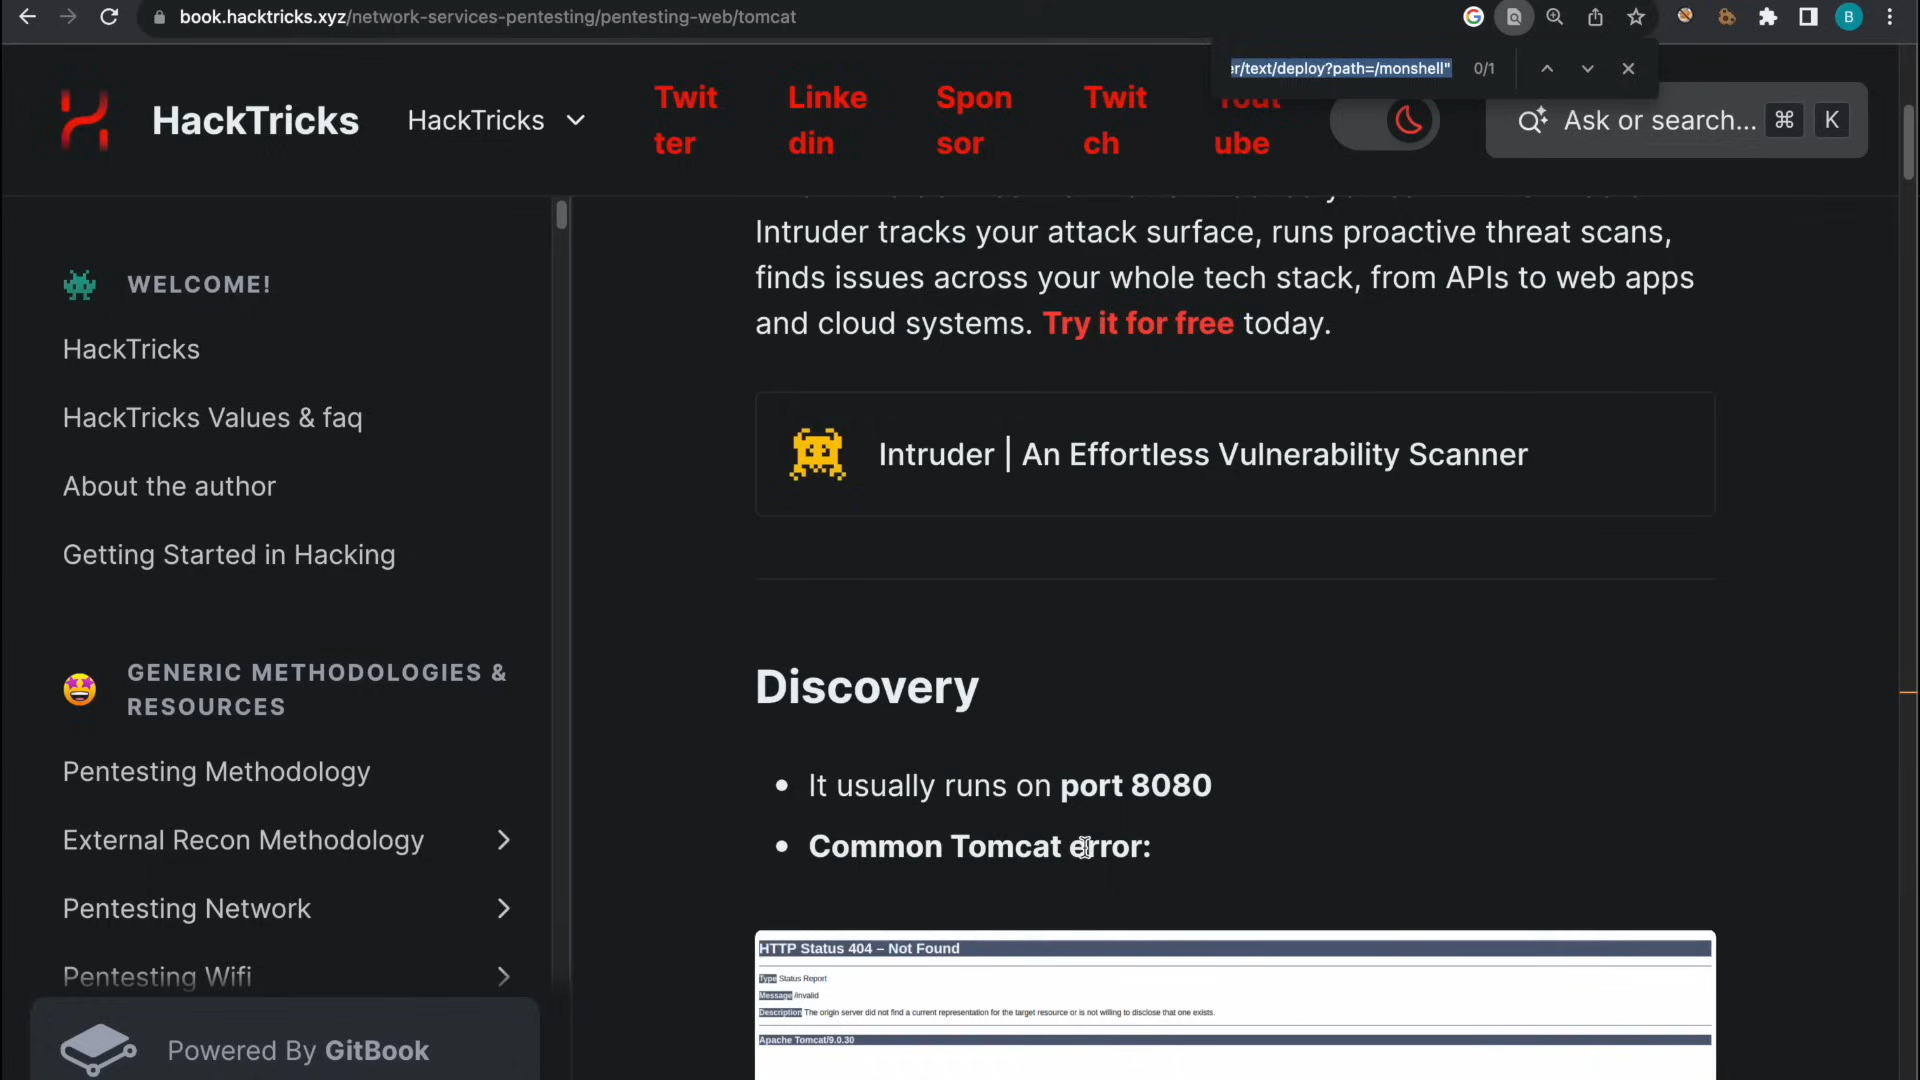 book.hacktricks.xyz/network-services-pentesting/pentesting-web/tomcat
B
er/text/deploy?path=/monshell"
0/1
HackTricks
HackTricks
Twit
ter
Linke
din
Spon
sor
Twit
ch
Yout
ube
Ask or search...
⌘
K
WELCOME!
HackTricks
HackTricks Values & faq
About the author
Getting Started in Hacking
GENERIC METHODOLOGIES &
RESOURCES
Pentesting Methodology
External Recon Methodology
Pentesting Network
Pentesting Wifi
Powered By GitBook
Intruder tracks your attack surface, runs proactive threat scans,
finds issues across your whole tech stack, from APIs to web apps
and cloud systems. Try it for free today.
Intruder | An Effortless Vulnerability Scanner
Discovery
• It usually runs on port 8080
• Common Tomcat error:
HTTP Status 404 – Not Found
Type Status Report
Message /invalid
Description The origin server did not find a current representation for the target resource or is not willing to disclose that one exists.
Apache Tomcat/9.0.30